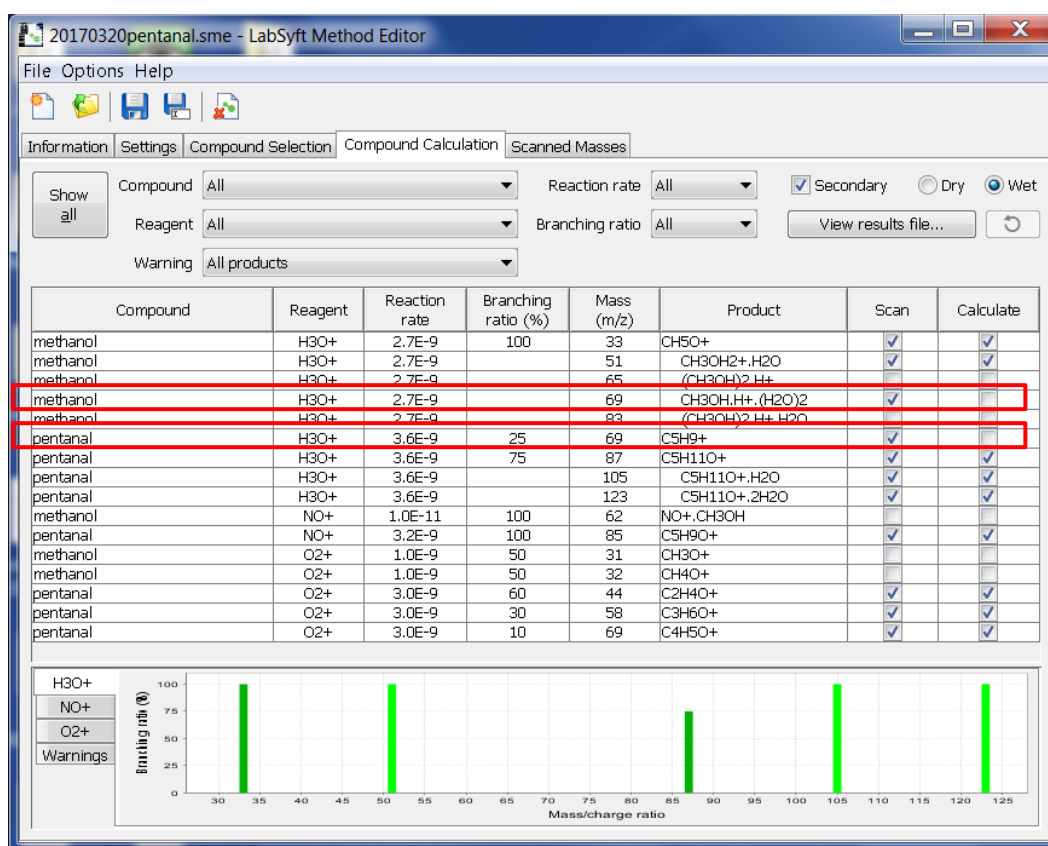 20170320pentanal.sme - LabSyft Method Editor
File Options Help
Information Settings Compound Selection Compound Calculation Scanned Masses
Show all
Compound All Reaction rate All Secondary Dry Wet
Reagent All Branching ratio All View results file...
Warning All products
Compound Reagent Reaction rate Branching ratio (%) Mass (m/z) Product Scan Calculate
methanol H3O+ 2.7E-9 100 33 CH5O+
methanol H3O+ 2.7E-9 51 CH3OH2+.H2O
methanol H3O+ 2.7E-9 65 (CH3OH)2.H+
methanol H3O+ 2.7E-9 69 CH3OH.H+.(H2O)2
methanol H3O+ 2.7E-9 83 (CH3OH)2.H+.H2O
pentanal H3O+ 3.6E-9 25 69 C5H9+
pentanal H3O+ 3.6E-9 75 87 C5H11O+
pentanal H3O+ 3.6E-9 105 C5H11O+.H2O
pentanal H3O+ 3.6E-9 123 C5H11O+.2H2O
methanol NO+ 1.0E-11 100 62 NO+.CH3OH
pentanal NO+ 3.2E-9 100 85 C5H9O+
methanol O2+ 1.0E-9 50 31 CH3O+
methanol O2+ 1.0E-9 50 32 CH4O+
pentanal O2+ 3.0E-9 60 44 C2H4O+
pentanal O2+ 3.0E-9 30 58 C3H6O+
pentanal O2+ 3.0E-9 10 69 C4H5O+
H3O+
NO+
O2+
Warnings
Branching ratio (%)
100
75
50
25
0
30 35 40 45 50 55 60 65 70 75 80 85 90 95 100 105 110 115 120 125
Mass/charge ratio